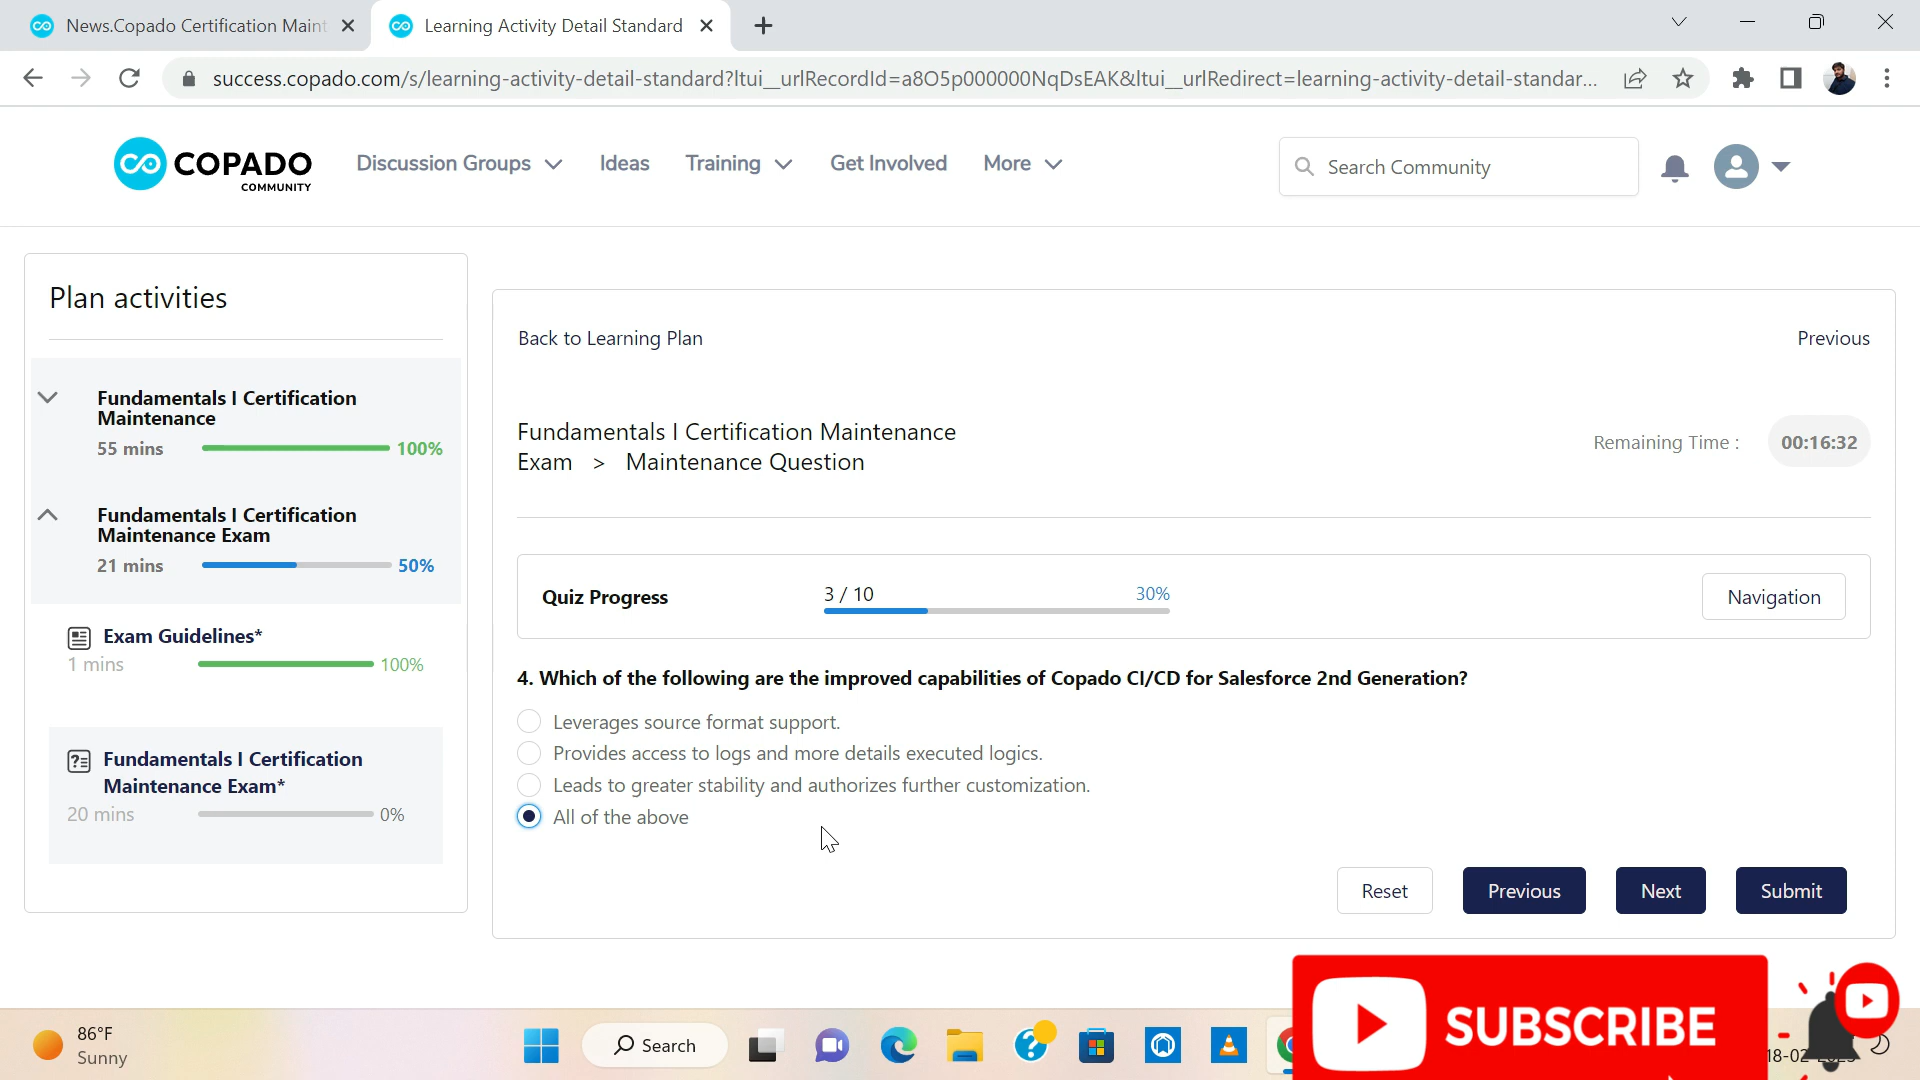 News.Copado Certification Maint
Learning Activity Detail Standard
success.copado.com/s/learning-activity-detail-standard?ltui__urlRecordId=a8O5p000000NqDsEAK&ltui__urlRedirect=learning-activity-detail-standar...
COPADO
COMMUNITY
Discussion Groups
Ideas
Training
Get Involved
More
Search Community
Plan activities
Fundamentals I Certification
Maintenance
55 mins
100%
Fundamentals I Certification
Maintenance Exam
21 mins
50%
Exam Guidelines*
1 mins
100%
Fundamentals I Certification
Maintenance Exam*
20 mins
0%
Back to Learning Plan
Previous
Fundamentals I Certification Maintenance
Exam > Maintenance Question
Remaining Time :
00:16:32
Quiz Progress
3 / 10
30%
Navigation
4. Which of the following are the improved capabilities of Copado CI/CD for Salesforce 2nd Generation?
Leverages source format support.
Provides access to logs and more details executed logics.
Leads to greater stability and authorizes further customization.
All of the above
Reset
Previous
Next
Submit
86°F
Sunny
Search
SUBSCRIBE